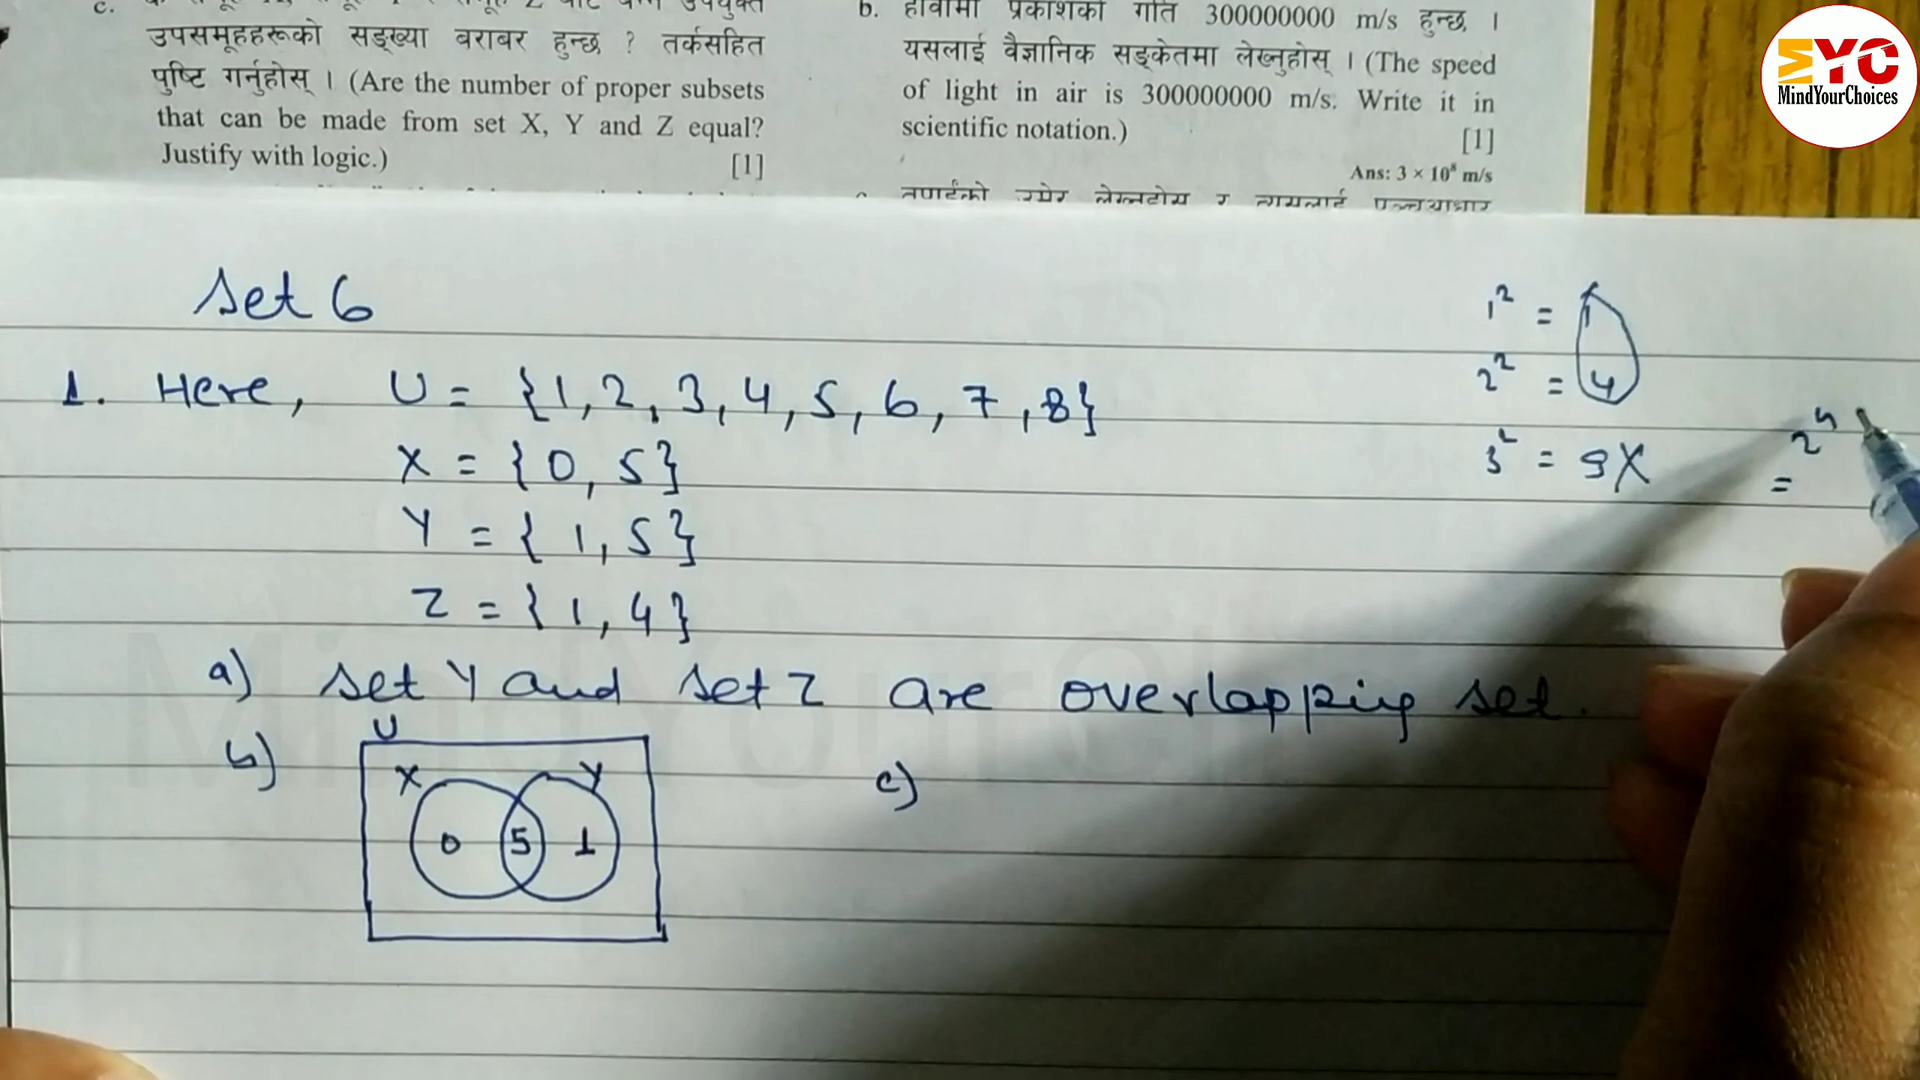 c.
उपसमूहहरूको सङ्ख्या बराबर हुन्छ ? तर्कसहित
पुष्टि गर्नुहोस् । (Are the number of proper subsets
that can be made from set X, Y and Z equal?
Justify with logic.) [1]
b. हावामा प्रकाशको गति 300000000 m/s हुन्छ ।
यसलाई वैज्ञानिक सङ्केतमा लेख्नुहोस् । (The speed
of light in air is 300000000 m/s. Write it in
scientific notation.) [1]
Ans: 3 × 10⁸ m/s
MYC
MindYourChoices
Set 6
1. Here, U = {1, 2, 3, 4, 5, 6, 7, 8}
X = {0, 5}
Y = {1, 5}
Z = {1, 4}
1² = 1
2² = 4
3² = 9 X
= 2ⁿ
a) Set Y and set Z are overlapping set.
b) U
X Y
0 5 1
c)
MindYourCh